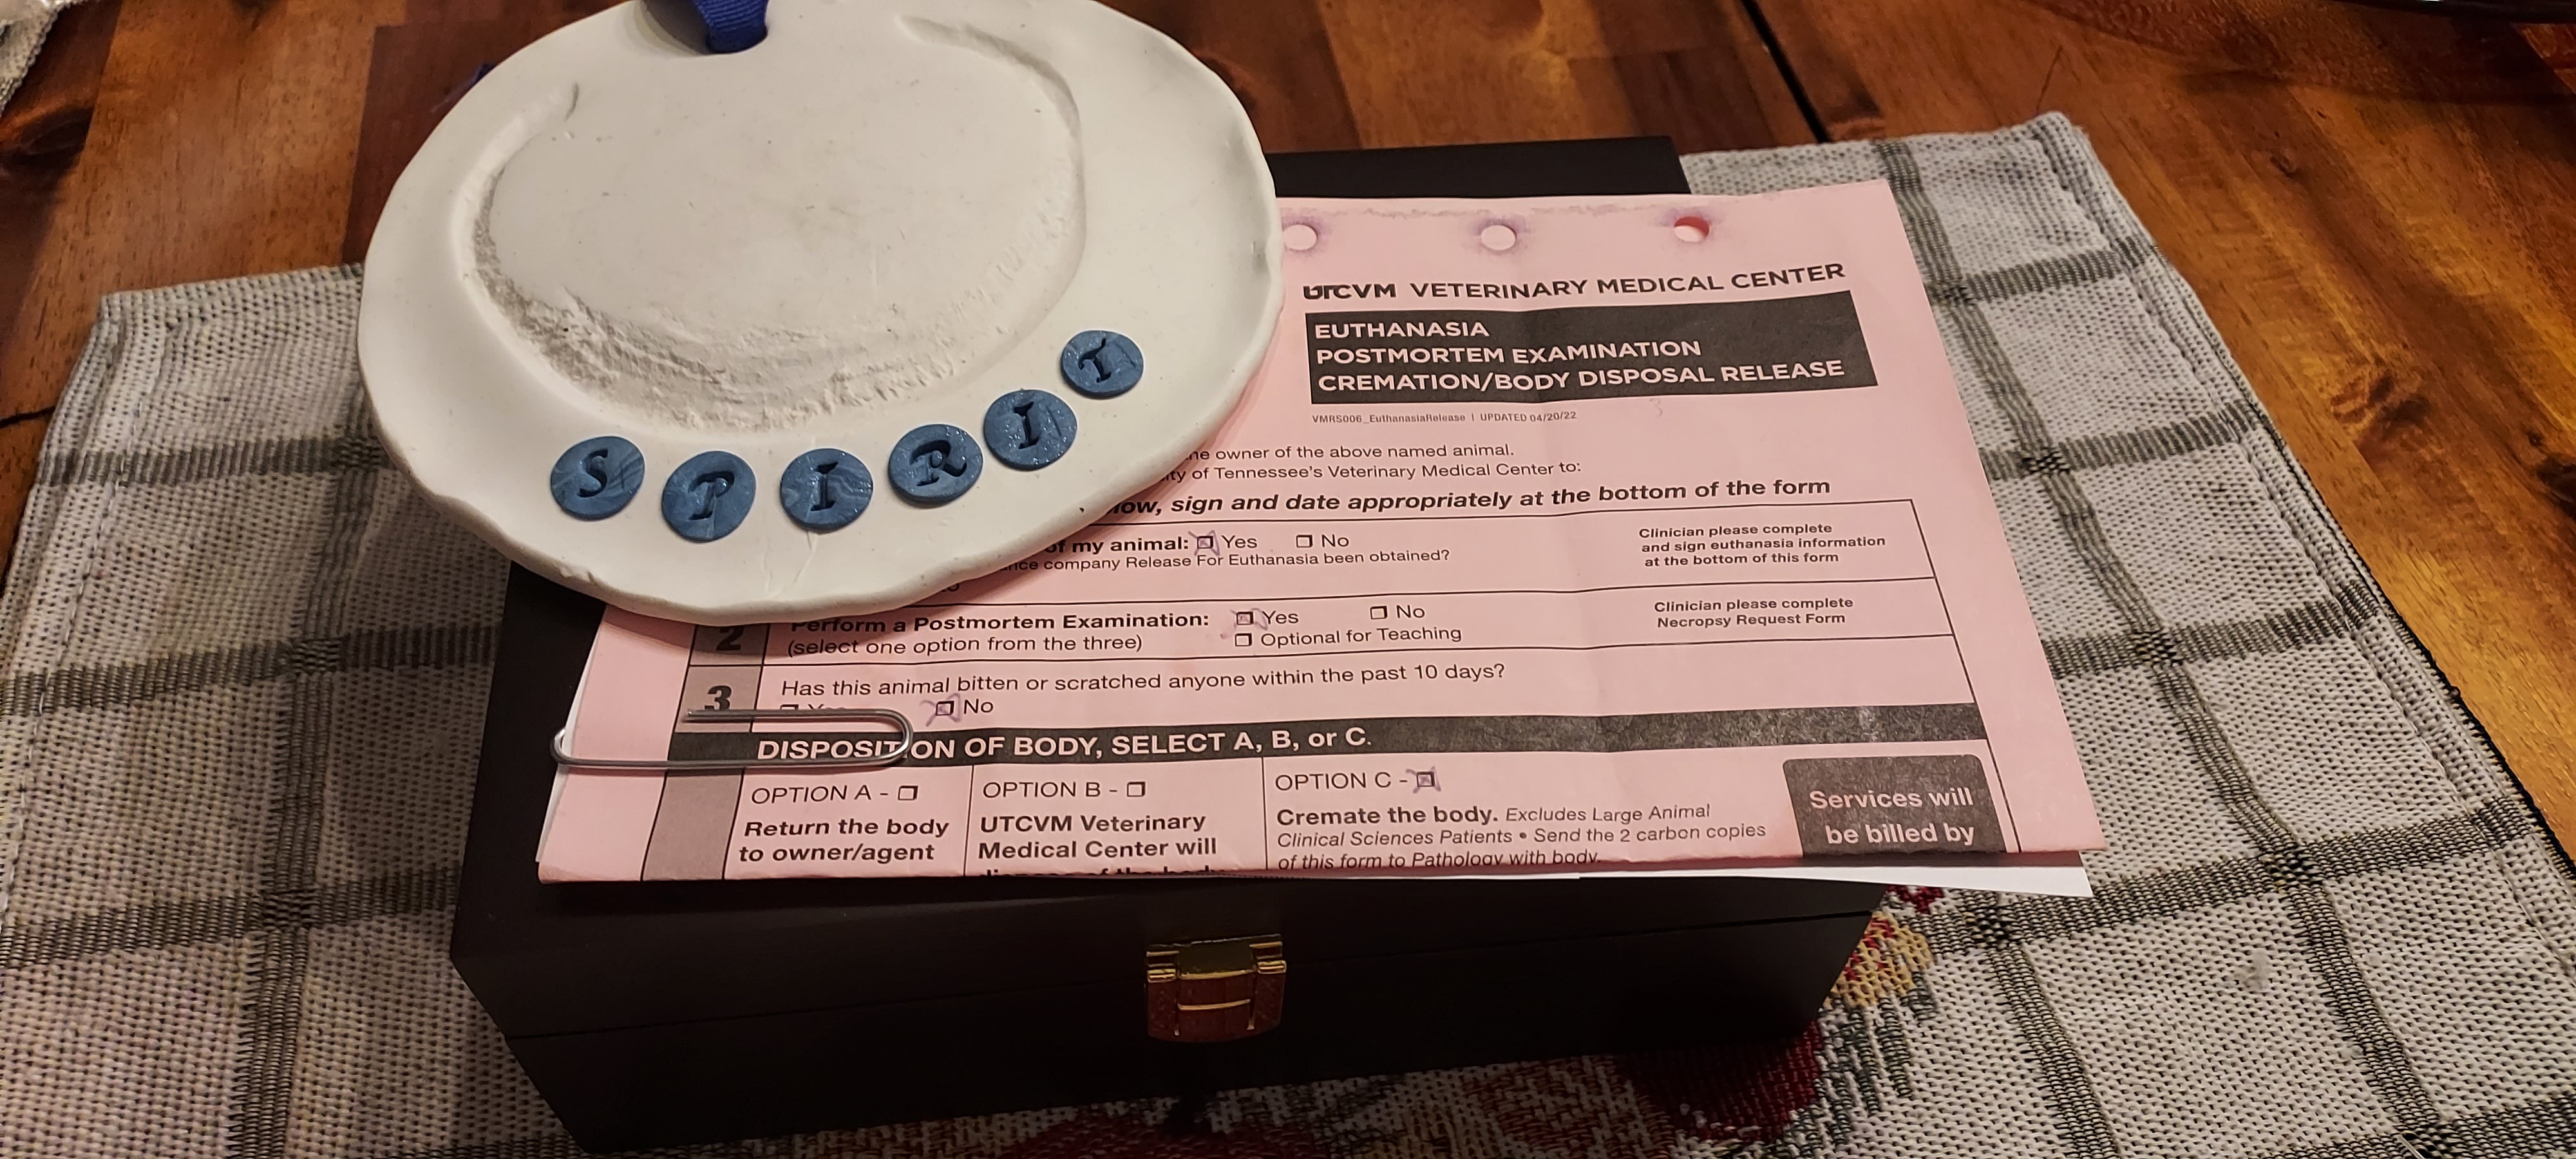 SPIRIT
UTCVM VETERINARY MEDICAL CENTER
EUTHANASIA
POSTMORTEM EXAMINATION
CREMATION/BODY DISPOSAL RELEASE
VMRS006_EuthanasiaRelease | UPDATED 04/20/22
owner of the above named animal.
of Tennessee's Veterinary Medical Center to:
sign and date appropriately at the bottom of the form
of my animal: Yes No
company Release For Euthanasia been obtained?
Clinician please complete
and sign euthanasia information
at the bottom of this form
2 Perform a Postmortem Examination: Yes No
(select one option from the three) Optional for Teaching
Clinician please complete
Necropsy Request Form
3 Has this animal bitten or scratched anyone within the past 10 days?
No
DISPOSITION OF BODY, SELECT A, B, or C.
OPTION A -
Return the body
to owner/agent
OPTION B -
UTCVM Veterinary
Medical Center will
OPTION C -
Cremate the body. Excludes Large Animal
Clinical Sciences Patients • Send the 2 carbon copies
of this form to Pathology with body.
Services will
be billed by